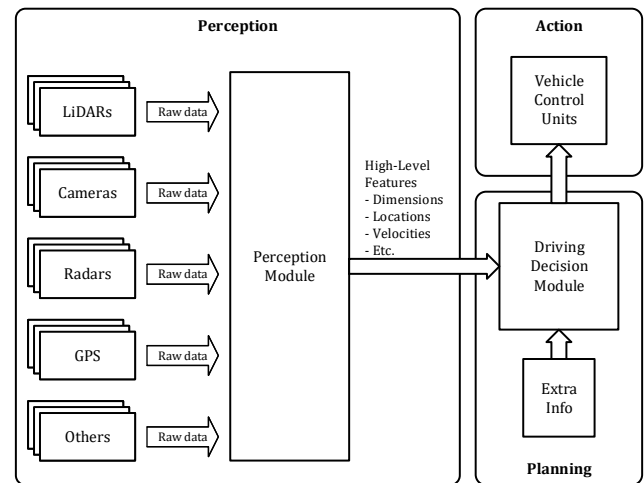 Perception
LiDARs
Raw data
Cameras
Raw data
Radars
Raw data
GPS
Raw data
Others
Raw data
Perception
Module
High-Level
Features
- Dimensions
- Locations
- Velocities
- Etc.
Action
Vehicle
Control
Units
Driving
Decision
Module
Extra
Info
Planning